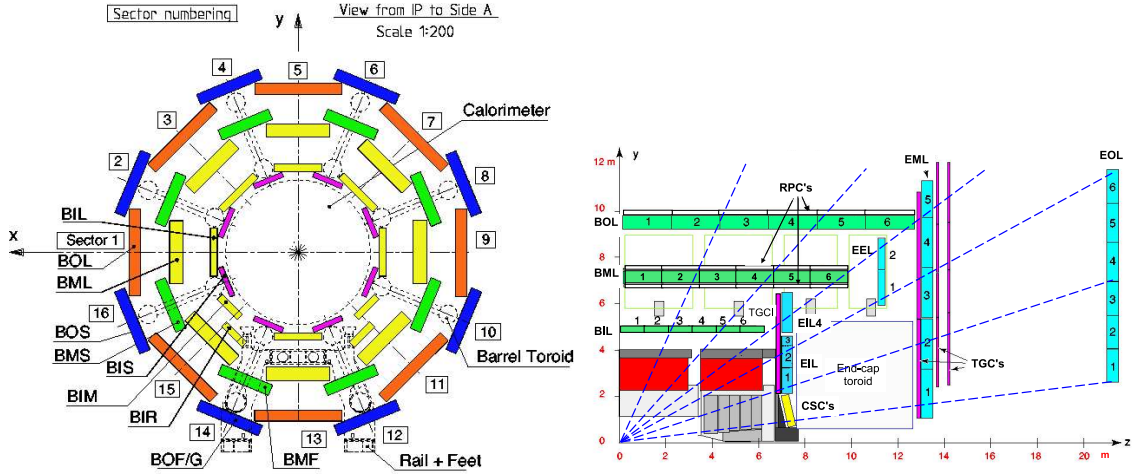 Sector numbering
View from IP to Side A
Scale 1:200
y
x
4
5
6
3
7
2
8
Calorimeter
BIL
Sector 1
9
BOL
BML
16
10
BOS
BMS
BIS
Barrel Toroid
15
11
BIM
BIR
14
13
12
BOF/G
BMF
Rail + Feet
12 m
y
10
8
6
4
2
0
RPC's
BOL
1 2 3 4 5 6
BML
1 2 3 4 5 6
BIL
1 2 3 4 5 6
TGCI
EEL
2
1
EIL4
3
2
1
EIL
CSC's
End-cap
toroid
EML
5
4
3
2
1
TGC's
EOL
6
5
4
3
2
1
0 2 4 6 8 10 12 14 16 18 20 m
z